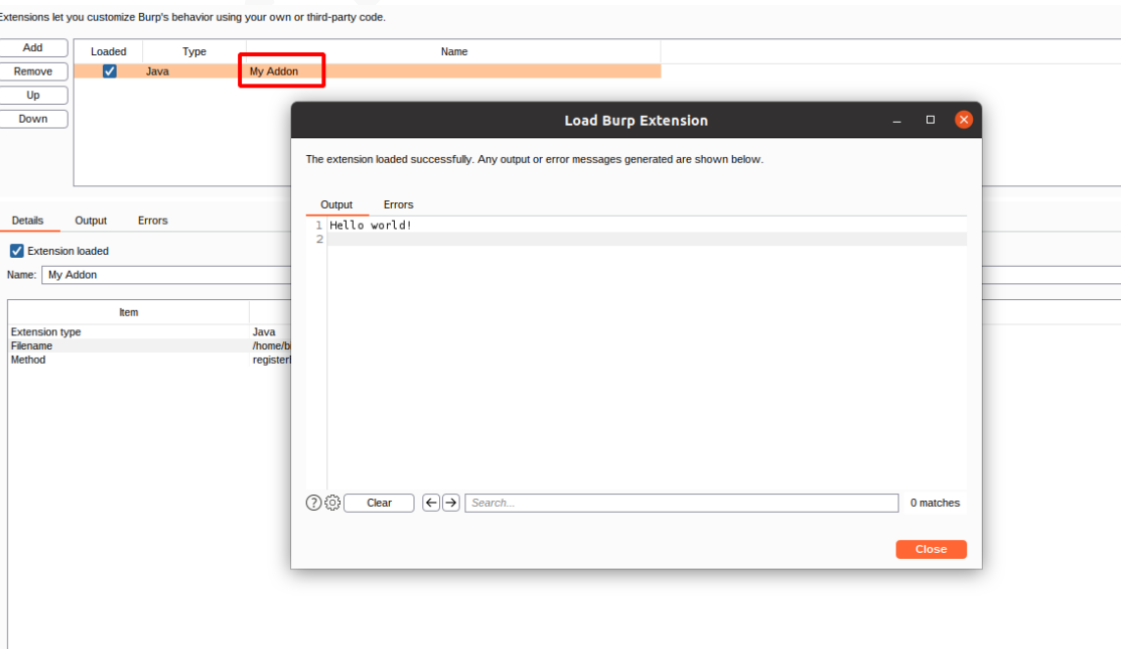 Extensions let you customize Burp's behavior using your own or third-party code.
Add
Remove
Up
Down
Loaded Type Name
Java My Addon
Load Burp Extension
The extension loaded successfully. Any output or error messages generated are shown below.
Output Errors
1 Hello world!
2
Clear Search... 0 matches
Close
Details Output Errors
Extension loaded
Name: My Addon
Item
Extension type Java
Filename
Method